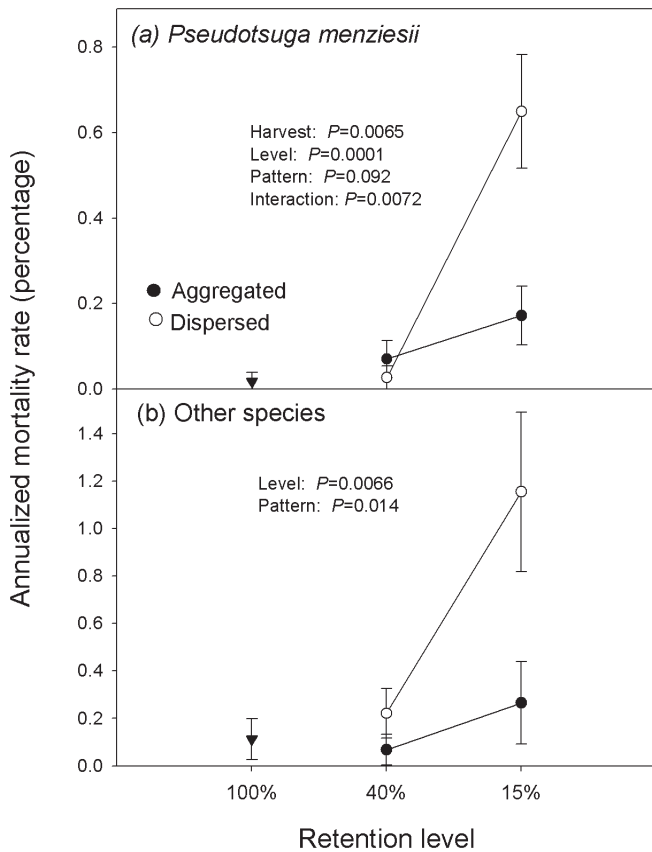 (a) Pseudotsuga menziesii
0.8
Harvest: P=0.0065
Level: P=0.0001
0.6
Pattern: P=0.092
Interaction: P=0.0072
0.4
Aggregated
Dispersed
0.2
0.0
(b) Other species
1.4
Level: P=0.0066
Pattern: P=0.014
1.2
1.0
0.8
0.6
0.4
0.2
0.0
100% 40% 15%
Retention level
Annualized mortality rate (percentage)